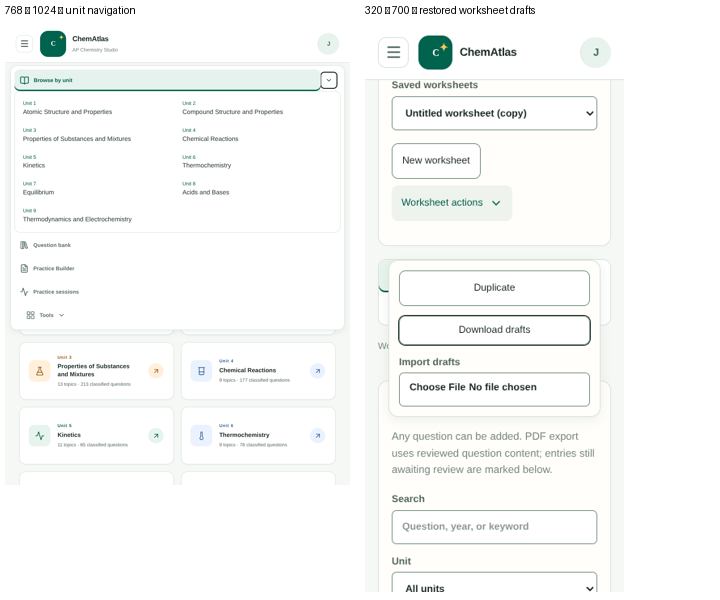 768 1024 unit navigation
ChemAtlas
AP Chemistry Studio
C
J
Browse by unit
Unit 1
Atomic Structure and Properties
Unit 2
Compound Structure and Properties
Unit 3
Properties of Substances and Mixtures
Unit 4
Chemical Reactions
Unit 5
Kinetics
Unit 6
Thermochemistry
Unit 7
Equilibrium
Unit 8
Acids and Bases
Unit 9
Thermodynamics and Electrochemistry
Question bank
Practice Builder
Practice sessions
Tools
Unit 3
Properties of Substances
and Mixtures
13 topics · 213 classified questions
Unit 4
Chemical Reactions
9 topics · 177 classified questions
Unit 5
Kinetics
11 topics · 65 classified questions
Unit 6
Thermochemistry
9 topics · 78 classified questions
320 700 restored worksheet drafts
C
ChemAtlas
J
Saved worksheets
Untitled worksheet (copy)
New worksheet
Worksheet actions
Duplicate
Download drafts
Import drafts
Choose File No file chosen
Any question can be added. PDF export
uses reviewed question content; entries still
awaiting review are marked below.
Search
Question, year, or keyword
Unit
All units